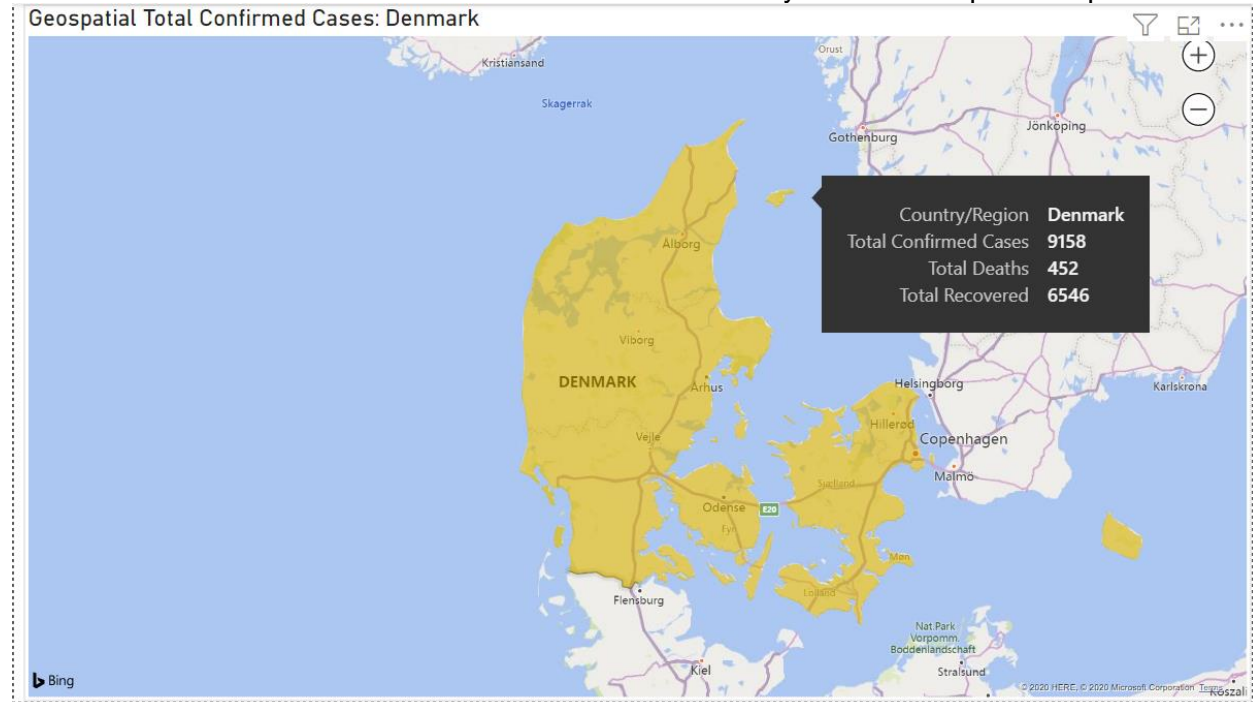 Geospatial Total Confirmed Cases: Denmark
Orust
Kristiansand
Skagerrak
Jönköping
Gothenburg
Country/Region Denmark
Total Confirmed Cases 9158
Total Deaths 452
Total Recovered 6546
Ålborg
Viborg
DENMARK
Århus
Helsingborg
Karlskrona
Hillerød
Vejle
Copenhagen
Malmö
Sjælland
Odense
E20
Fyn
Møn
Lolland
Flensburg
Nat.Park
Vorpomm.
Boddenlandschaft
Kiel
Stralsund
Bing
© 2020 HERE, © 2020 Microsoft Corporation Terms
Koszali